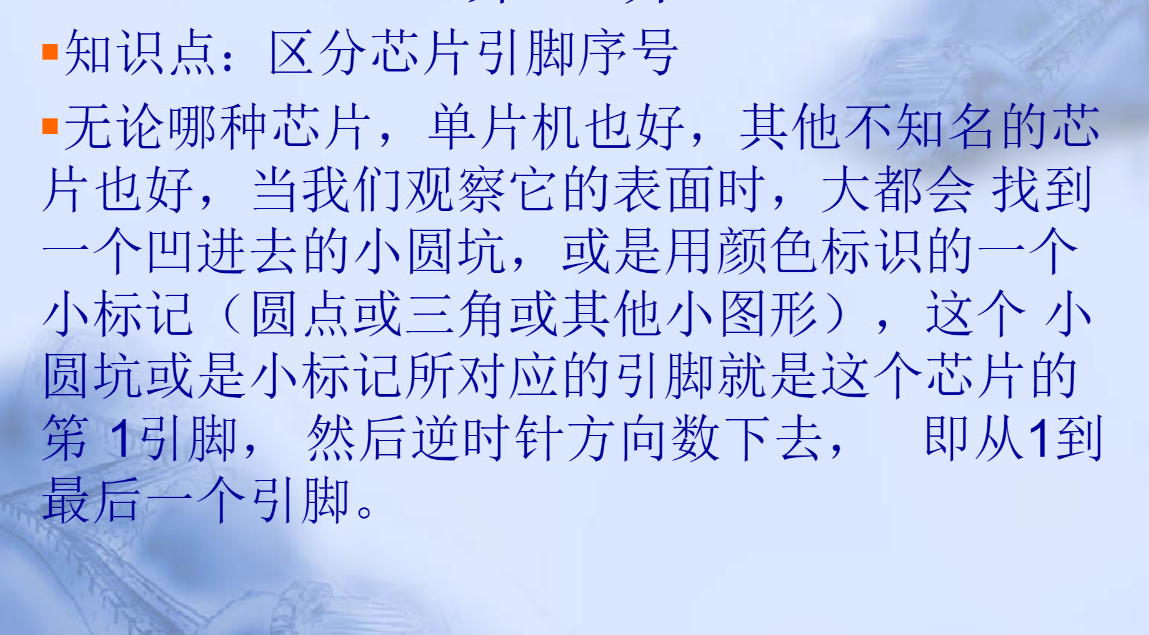 ▪知识点：区分芯片引脚序号
▪无论哪种芯片，单片机也好，其他不知名的芯
片也好，当我们观察它的表面时，大都会 找到
一个凹进去的小圆坑，或是用颜色标识的一个
小标记（圆点或三角或其他小图形），这个 小
圆坑或是小标记所对应的引脚就是这个芯片的
第 1引脚， 然后逆时针方向数下去， 即从1到
最后一个引脚。